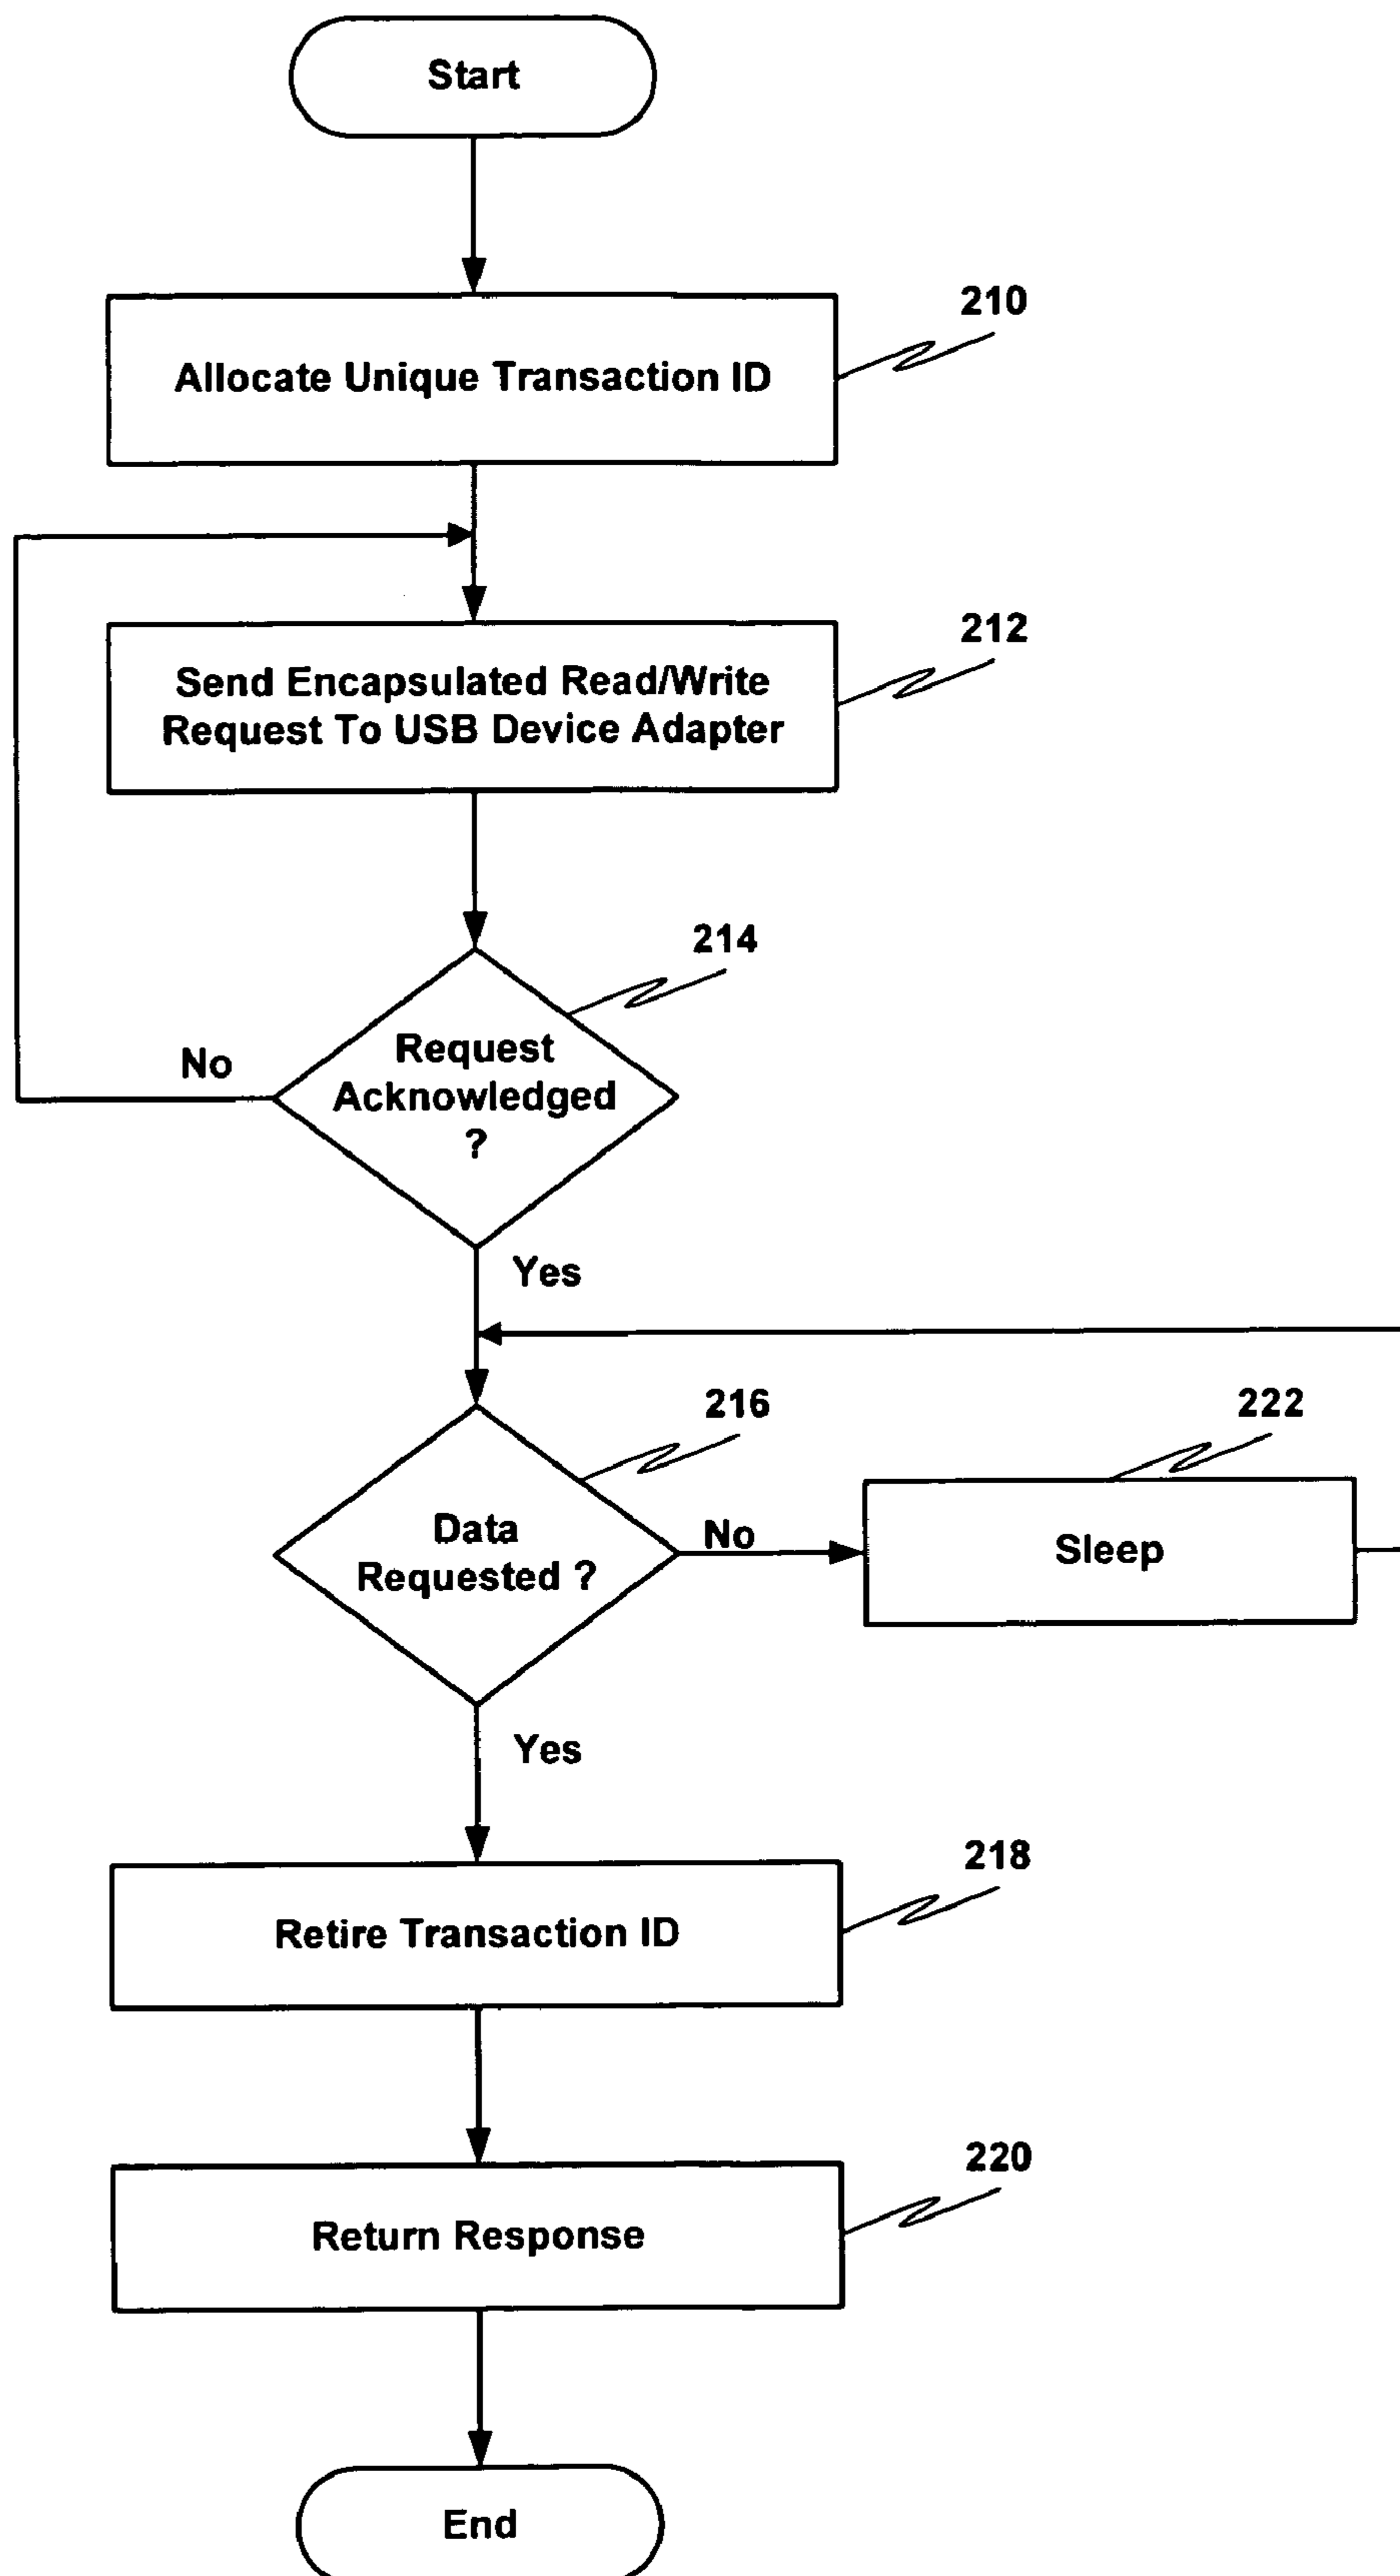 Start
210
Allocate Unique Transaction ID
212
Send Encapsulated Read/Write
Request To USB Device Adapter
214
Request
Acknowledged
?
No
Yes
216
222
Data
Requested ?
No
Sleep
Yes
218
Retire Transaction ID
220
Return Response
End